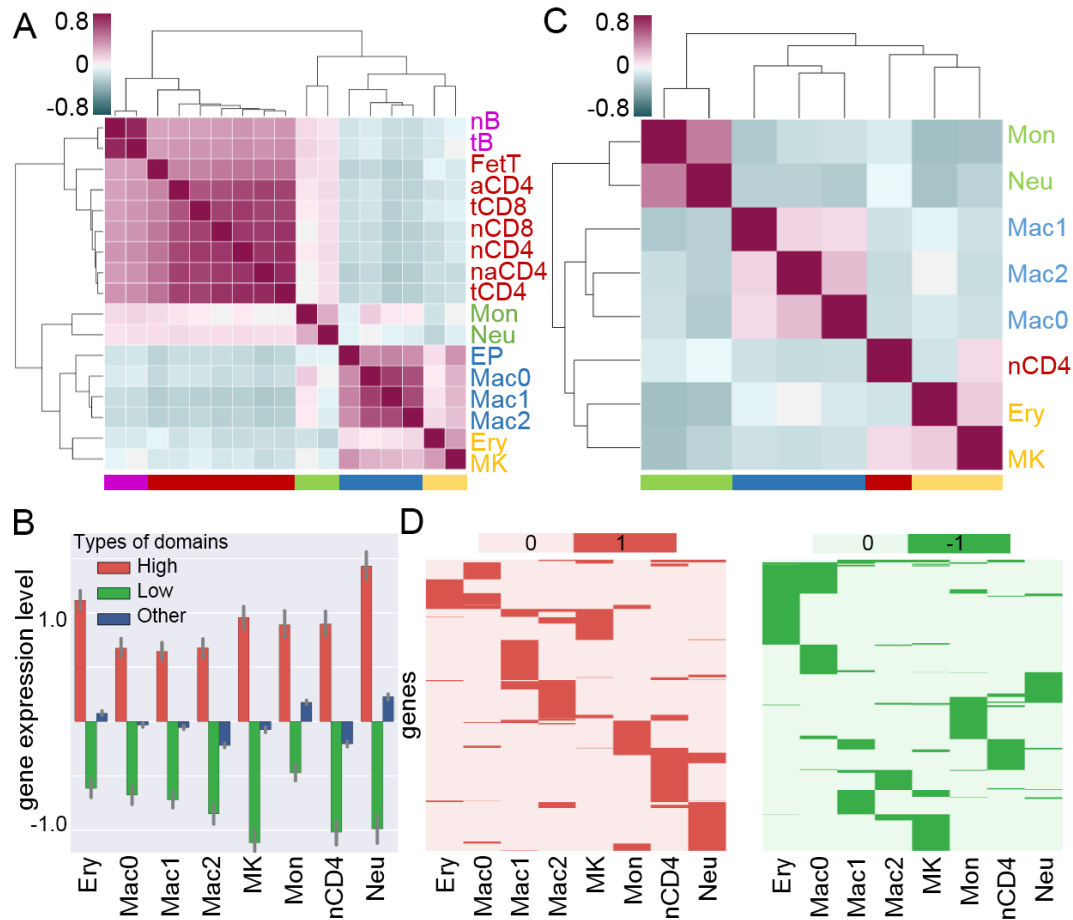 A
0.8
0
-0.8
nB
tB
FetT
aCD4
tCD8
nCD8
nCD4
naCD4
tCD4
Mon
Neu
EP
Mac0
Mac1
Mac2
Ery
MK
C
0.8
0
-0.8
Mon
Neu
Mac1
Mac2
Mac0
nCD4
Ery
MK
B
Types of domains
High
Low
Other
gene expression level
1.0
-1.0
Ery
Mac0
Mac1
Mac2
MK
Mon
nCD4
Neu
D
0 1
genes
Ery
Mac0
Mac1
Mac2
MK
Mon
nCD4
Neu
0 -1
Ery
Mac0
Mac1
Mac2
MK
Mon
nCD4
Neu